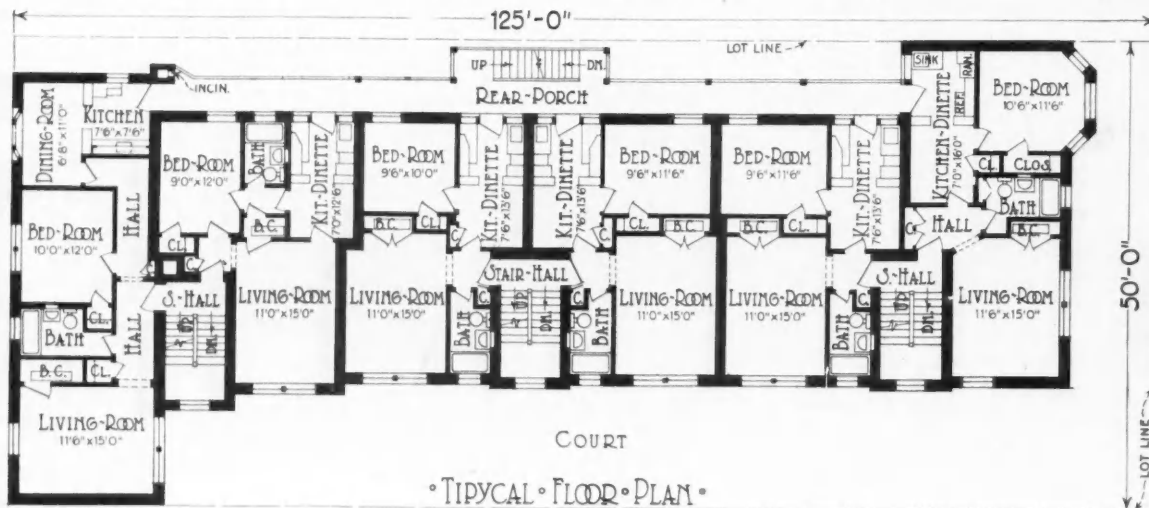 125'-0"
LOT LINE
UP
DN.
INCIN.
REAR-PORCH
SINK
RAN.
REF.
BED-ROOM
10'6"x11'6"
DINING-ROOM
6'8"x11'0"
KITCHEN
7'6"x7'6"
BED-ROOM
9'0"x12'0"
BATH
KIT.-DINETTE
7'0"x12'6"
BED-ROOM
9'6"x10'0"
KIT.-DINETTE
7'6"x13'6"
KIT.-DINETTE
7'6"x13'6"
BED-ROOM
9'6"x11'6"
BED-ROOM
9'6"x11'6"
KIT.-DINETTE
7'6"x13'6"
KITCHEN-DINETTE
7'0"x16'0"
CL.
CLOS.
BATH
HALL
BED-ROOM
10'0"x12'0"
B.C.
B.C.
CL.
C.
C.
CL.
B.C.
B.C.
CL.
C.
HALL
B.C.
CL.
C.
C.
S.-HALL
UP
DN.
LIVING-ROOM
11'0"x15'0"
LIVING-ROOM
11'0"x15'0"
STAIR-HALL
C.
UP
DN.
C.
LIVING-ROOM
11'0"x15'0"
LIVING-ROOM
11'0"x15'0"
C.
S.-HALL
UP
DN.
LIVING-ROOM
11'6"x15'0"
50'-0"
CL.
BATH
HALL
BATH
BATH
BATH
B.C.
CL.
LIVING-ROOM
11'6"x15'0"
COURT
LOT LINE
•TIPYCAL•FLOOR•PLAN•